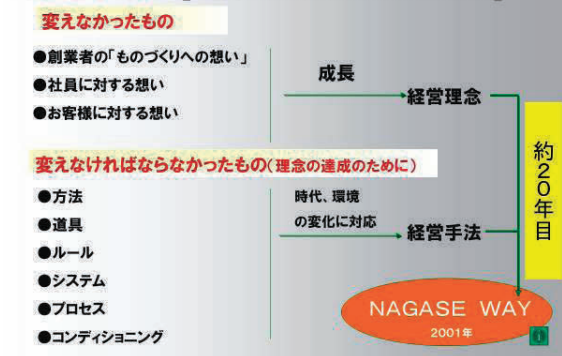 変えなかったもの
●創業者の「ものづくりへの想い」
●社員に対する想い
●お客様に対する想い
成長
経営理念
変えなければならなかったもの(理念の達成のために)
●方法
●道具
●ルール
●システム
●プロセス
●コンディショニング
時代、環境
の変化に対応
経営手法
約20年目
NAGASE WAY
2001年